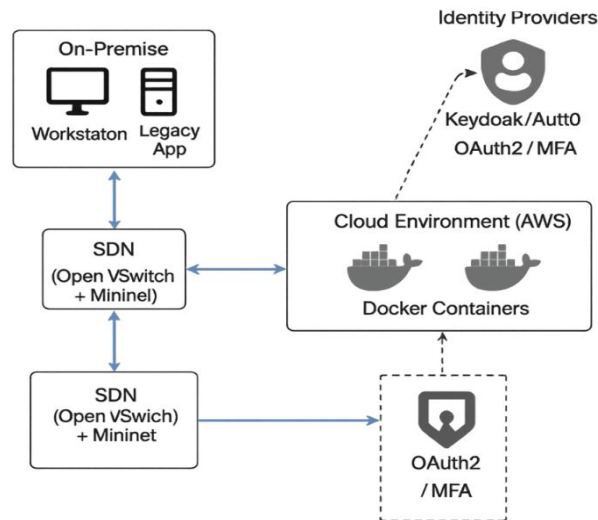 Identity Providers
Keydoak/Autt0
OAuth2 / MFA
On-Premise
Workstaton
Legacy
App
SDN
(Open VSwitch
+ Mininel)
Cloud Environment (AWS)
Docker Containers
SDN
(Open VSwich)
+ Mininet
OAuth2
/ MFA